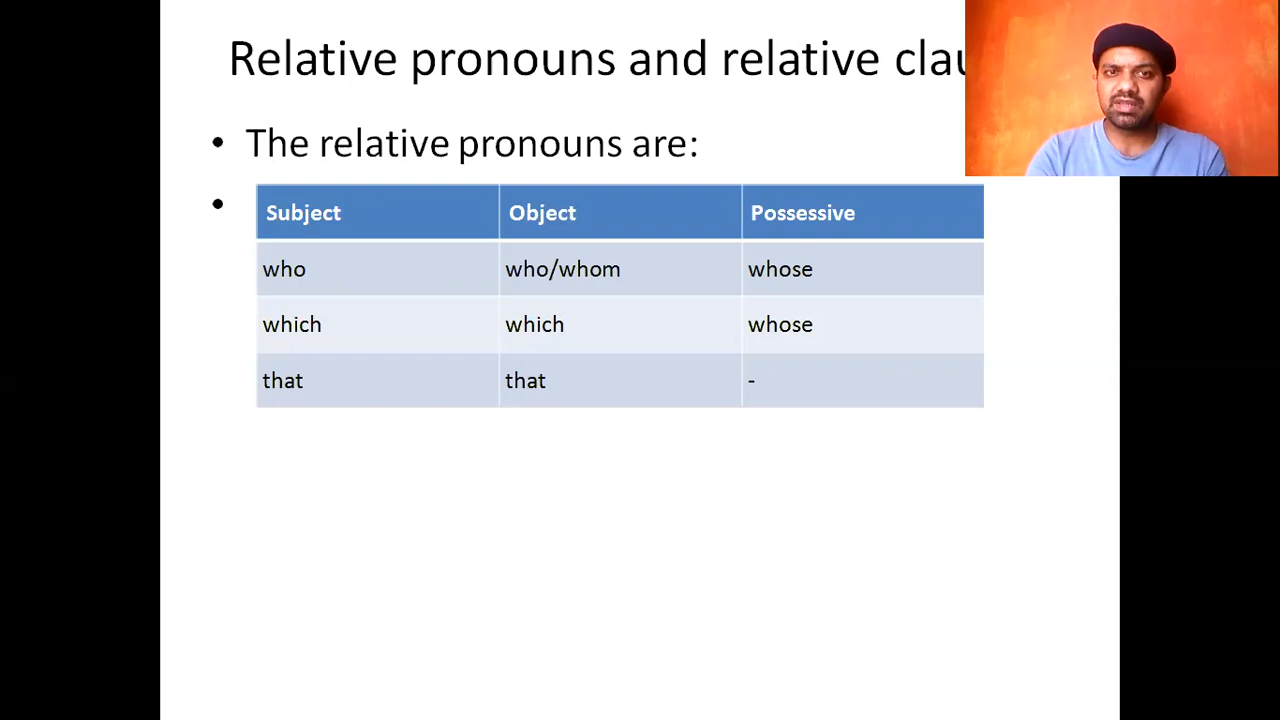 Relative pronouns and relative clau
• The relative pronouns are:
•
Subject Object Possessive
who who/whom whose
which which whose
that that -